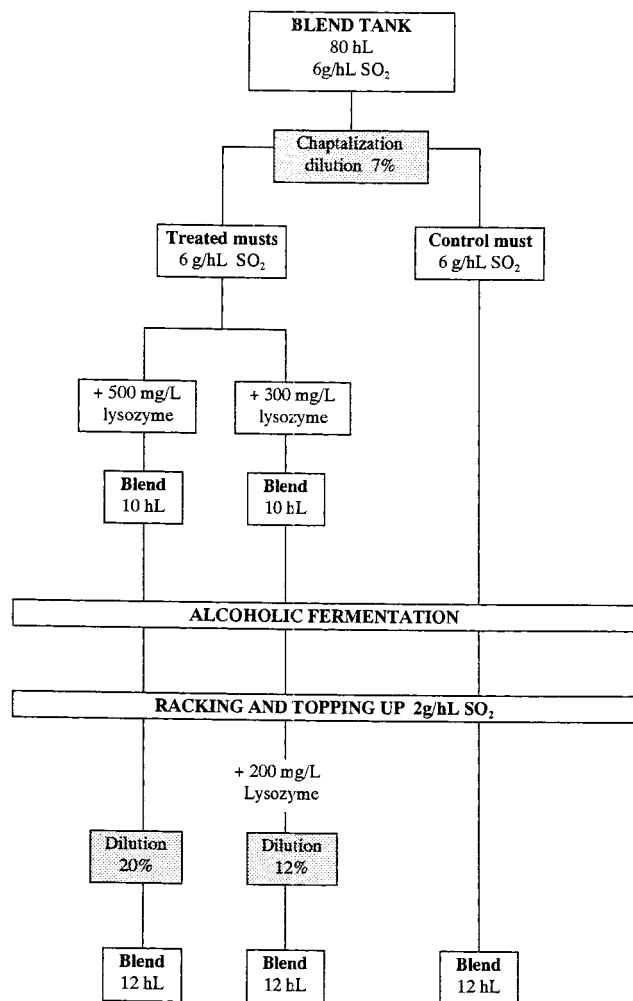 BLEND TANK
80 hL
6g/hL SO₂
Chaptalization
dilution 7%
Treated musts
6 g/hL SO₂
Control must
6 g/hL SO₂
+ 500 mg/L
lysozyme
+ 300 mg/L
lysozyme
Blend
10 hL
Blend
10 hL
ALCOHOLIC FERMENTATION
RACKING AND TOPPING UP 2g/hL SO₂
+ 200 mg/L
Lysozyme
Dilution
20%
Dilution
12%
Blend
12 hL
Blend
12 hL
Blend
12 hL